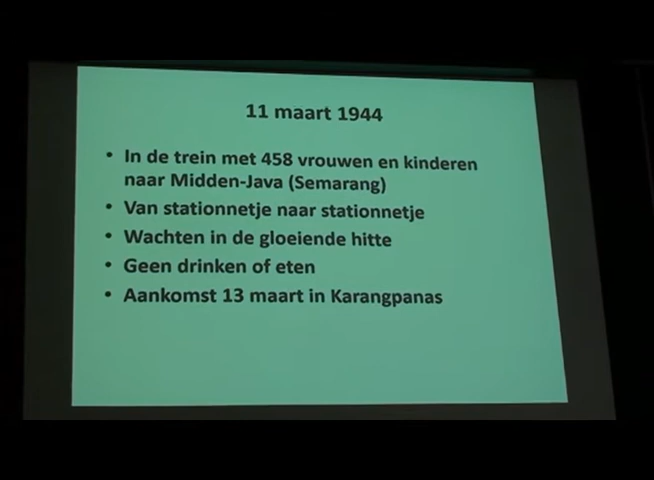 11 maart 1944
• In de trein met 458 vrouwen en kinderen
naar Midden-Java (Semarang)
• Van stationnetje naar stationnetje
• Wachten in de gloeiende hitte
• Geen drinken of eten
• Aankomst 13 maart in Karangpanas